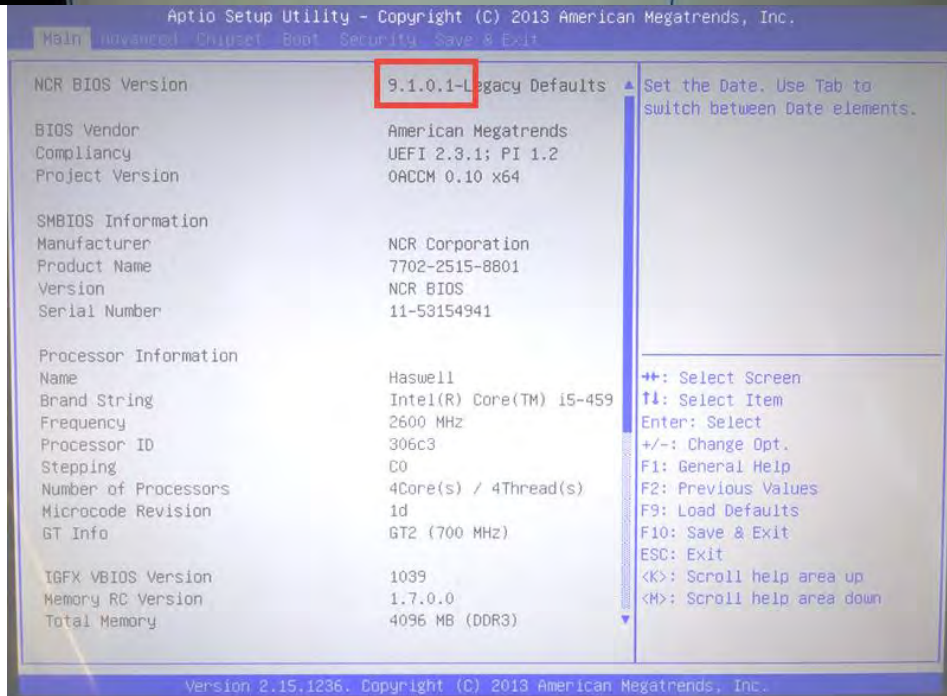 Aptio Setup Utility – Copyright (C) 2013 American Megatrends, Inc.
Main Advanced Chipset Boot Security Save & Exit
NCR BIOS Version 9.1.0.1-Legacy Defaults
BIOS Vendor American Megatrends
Compliancy UEFI 2.3.1; PI 1.2
Project Version OACCM 0.10 x64
SMBIOS Information
Manufacturer NCR Corporation
Product Name 7702-2515-8801
Version NCR BIOS
Serial Number 11-53154941
Processor Information
Name Haswell
Brand String Intel(R) Core(TM) i5-459
Frequency 2600 MHz
Processor ID 306c3
Stepping C0
Number of Processors 4Core(s) / 4Thread(s)
Microcode Revision 1d
GT Info GT2 (700 MHz)
IGFX VBIOS Version 1039
Memory RC Version 1.7.0.0
Total Memory 4096 MB (DDR3)
Set the Date. Use Tab to
switch between Date elements.
→←: Select Screen
↑↓: Select Item
Enter: Select
+/-: Change Opt.
F1: General Help
F2: Previous Values
F9: Load Defaults
F10: Save & Exit
ESC: Exit
<K>: Scroll help area up
<M>: Scroll help area down
Version 2.15.1236. Copyright (C) 2013 American Megatrends, Inc.